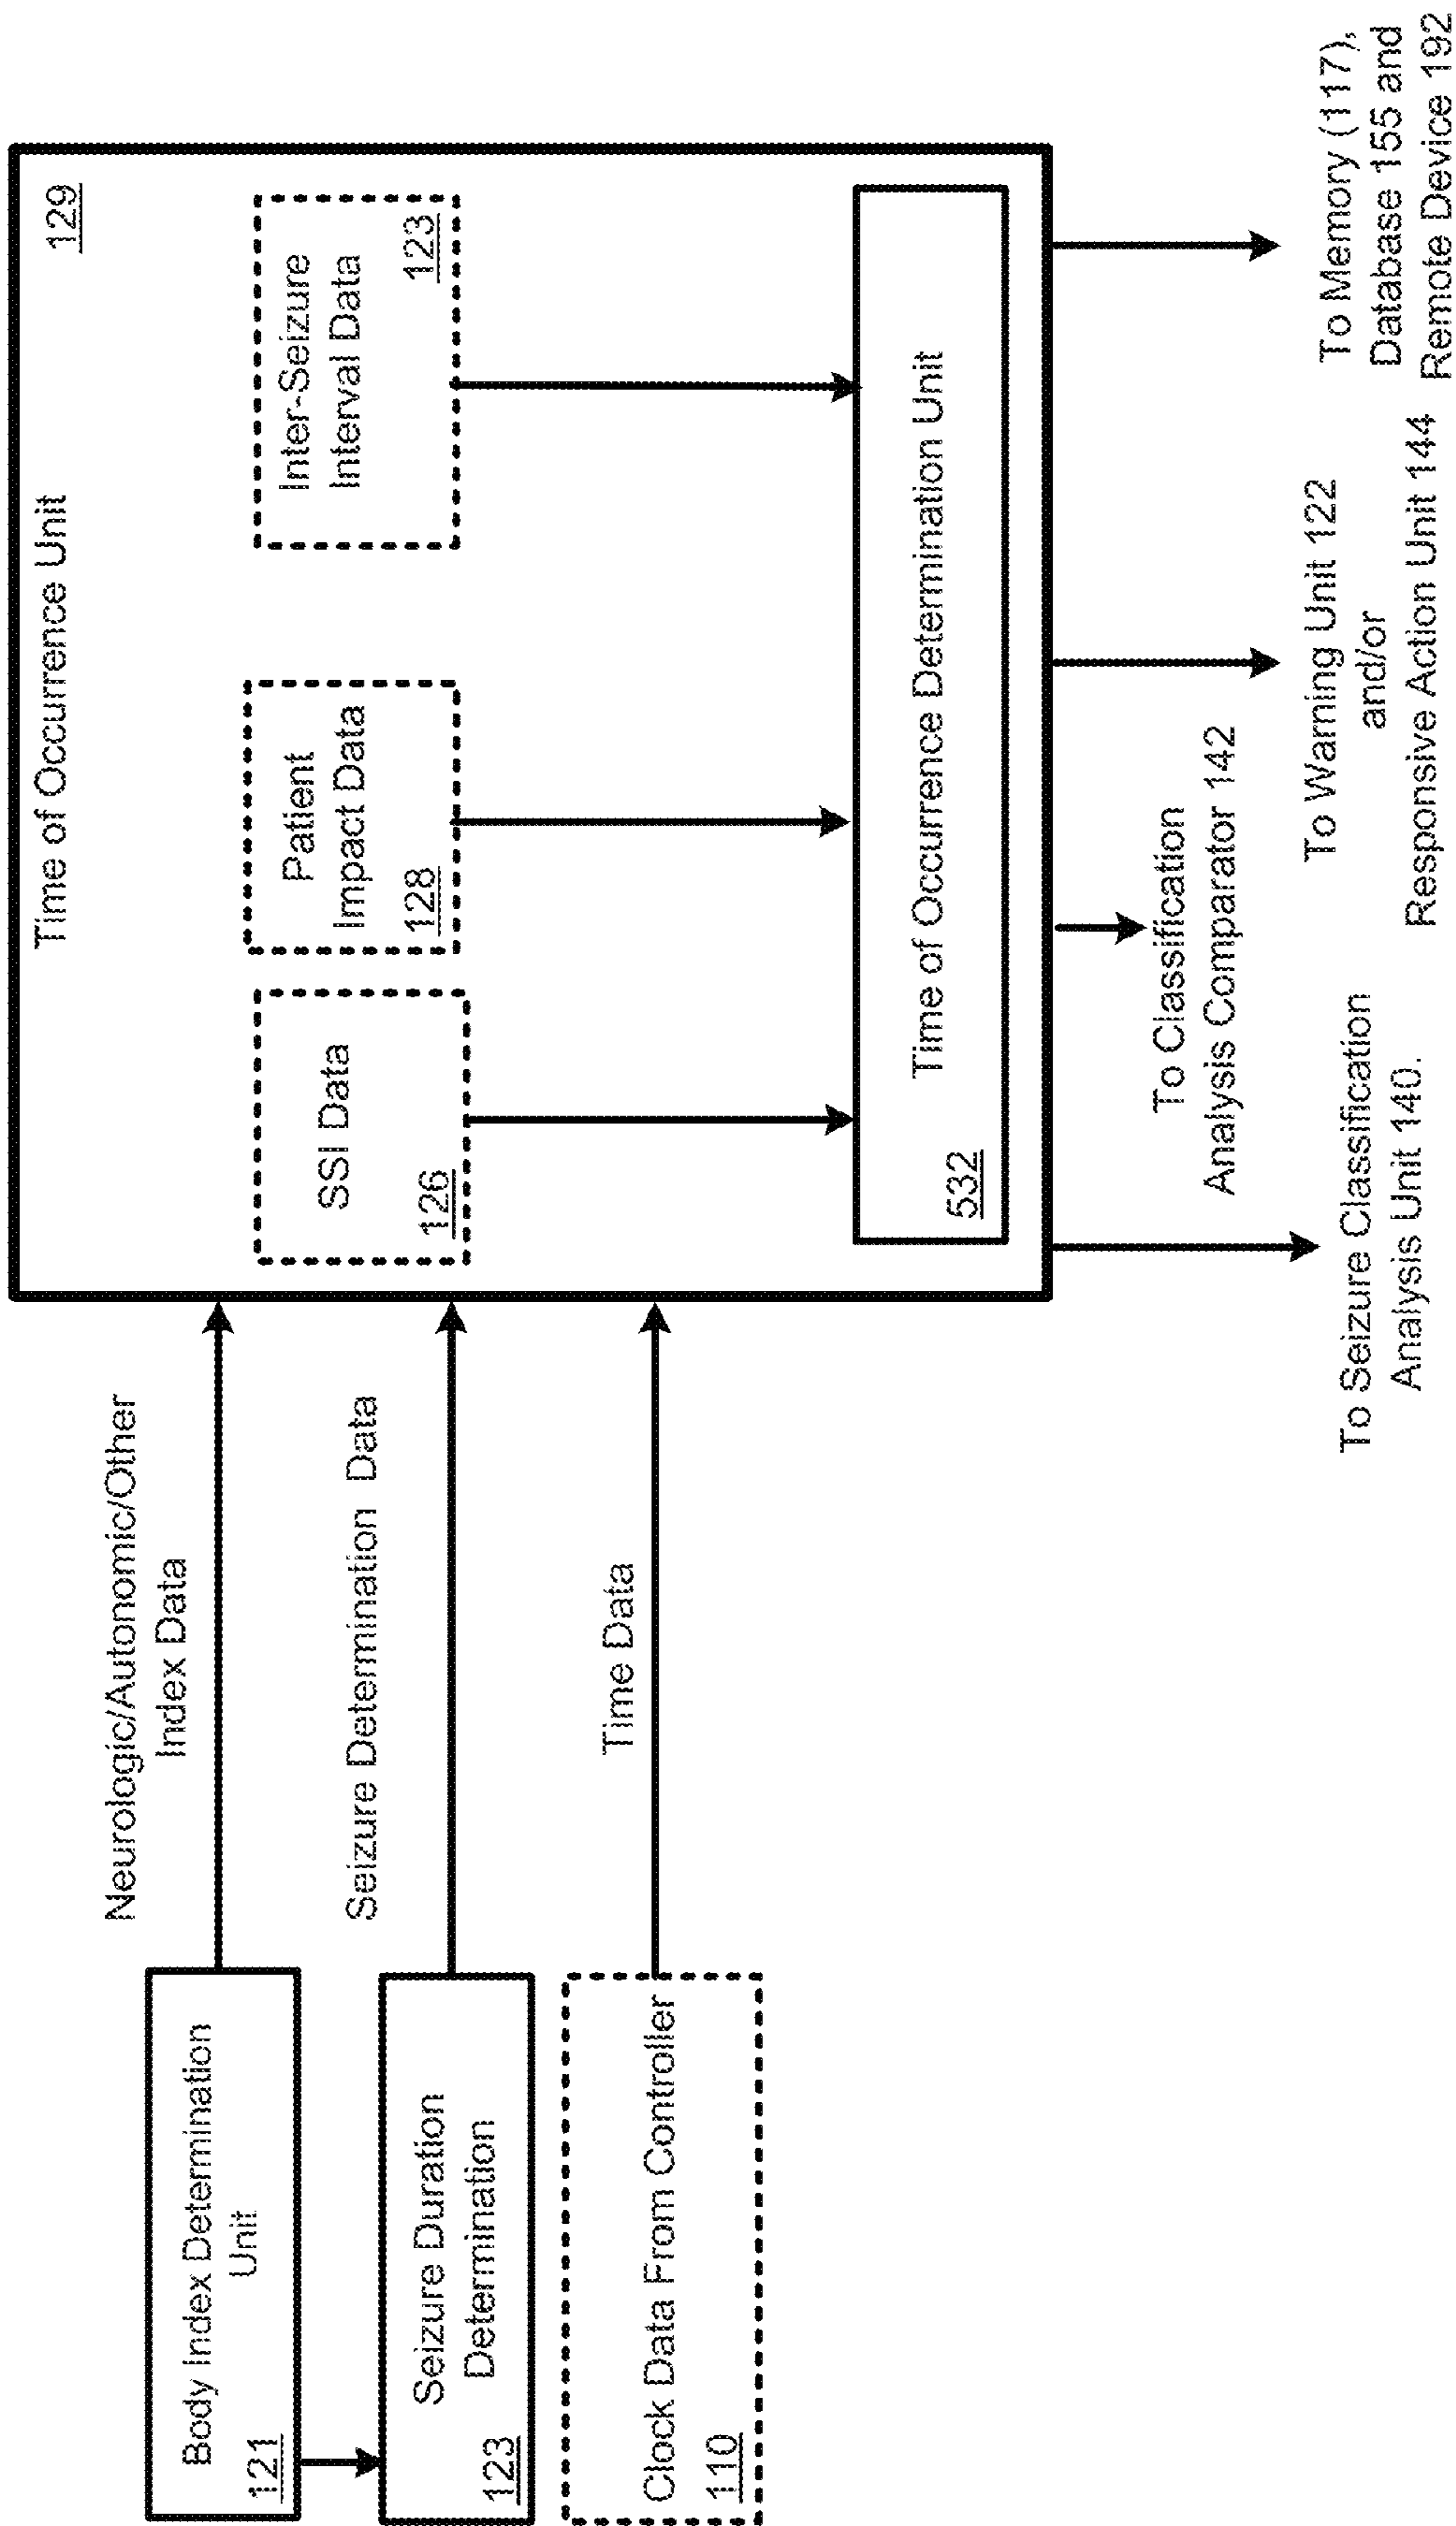 Body Index Determination
Unit
121
Seizure Duration
Determination
123
Clock Data From Controller
110
Neurologic/Autonomic/Other
Index Data
Seizure Determination Data
Time Data
Time of Occurrence Unit
129
SSI Data
126
Patient
Impact Data
128
Inter-Seizure
Interval Data
123
Time of Occurrence Determination Unit
532
To Seizure Classification
Analysis Unit 140.
To Classification
Analysis Comparator 142
To Warning Unit 122
and/or
Responsive Action Unit 144
To Memory (117),
Database 155 and
Remote Device 192